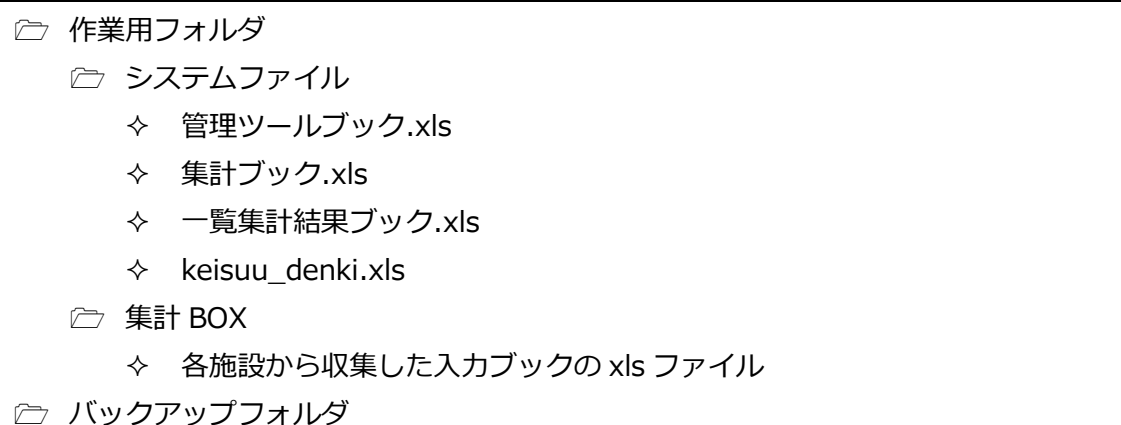 作業用フォルダ
システムファイル
管理ツールブック.xls
集計ブック.xls
一覧集計結果ブック.xls
keisuu_denki.xls
集計 BOX
各施設から収集した入力ブックの xls ファイル
バックアップフォルダ